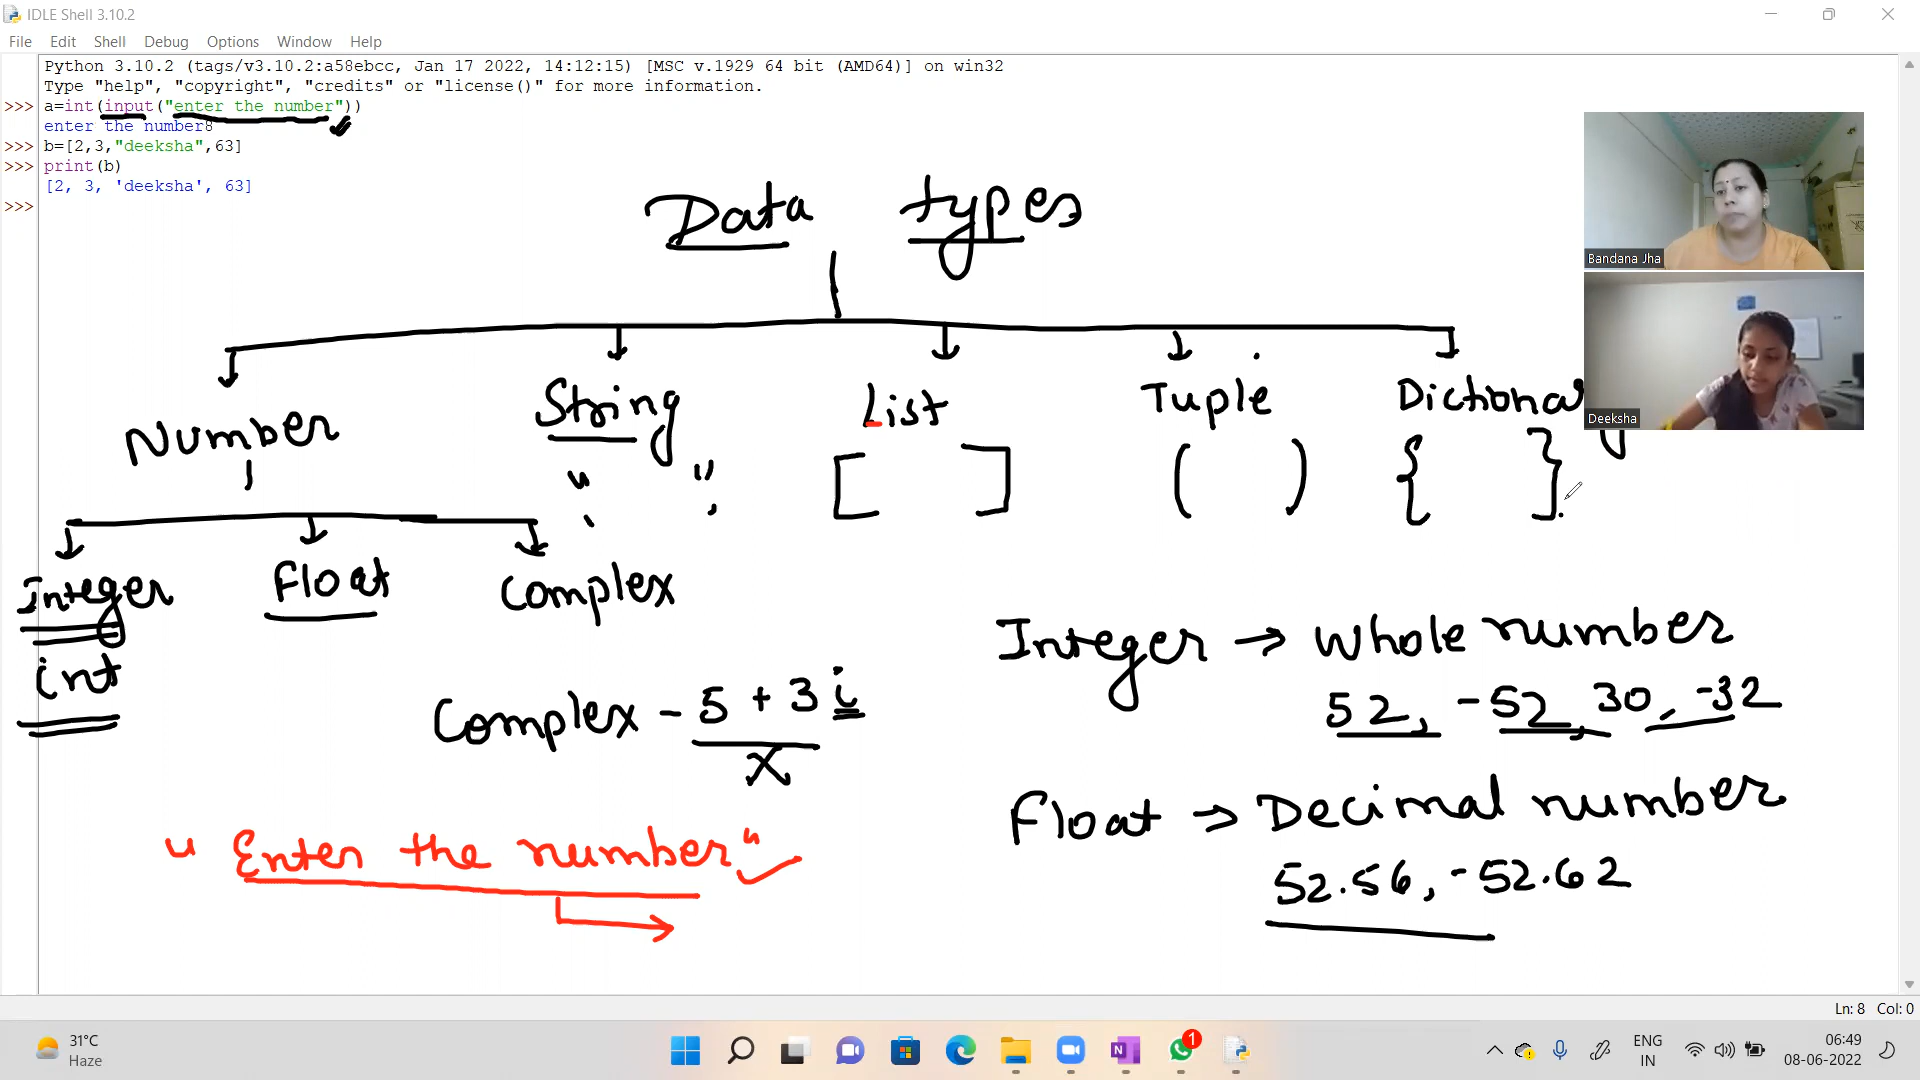 IDLE Shell 3.10.2
File Edit Shell Debug Options Window Help
Python 3.10.2 (tags/v3.10.2:a58ebcc, Jan 17 2022, 14:12:15) [MSC v.1929 64 bit (AMD64)] on win32
Type "help", "copyright", "credits" or "license()" for more information.
>>> a=int(input("enter the number"))
enter the number8
>>> b=[2,3,"deeksha",63]
>>> print(b)
[2, 3, 'deeksha', 63]
>>>
Bandana Jha
Deeksha
Data types
Number String List Tuple Dictionary
" " [ ] ( ) { }
Integer Float Complex
int
Complex - 5 + 3i
x
"Enter the number"
Integer → Whole number
52, -52, 30, -32
Float → Decimal number
52.56, -52.62
Ln: 8 Col: 0
31°C
Haze
1
ENG
IN
06:49
08-06-2022